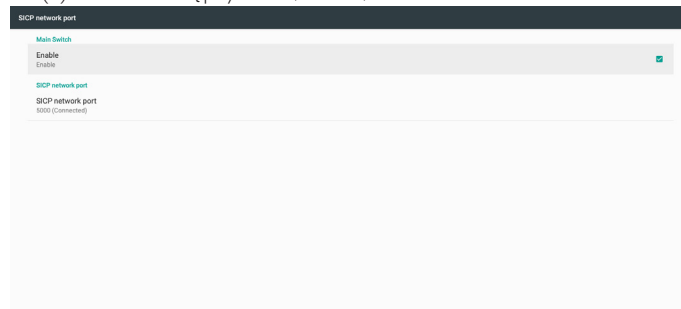 SICP network port
Main Switch
Enable
Enable
SICP network port
SICP network port
5000 (Connected)